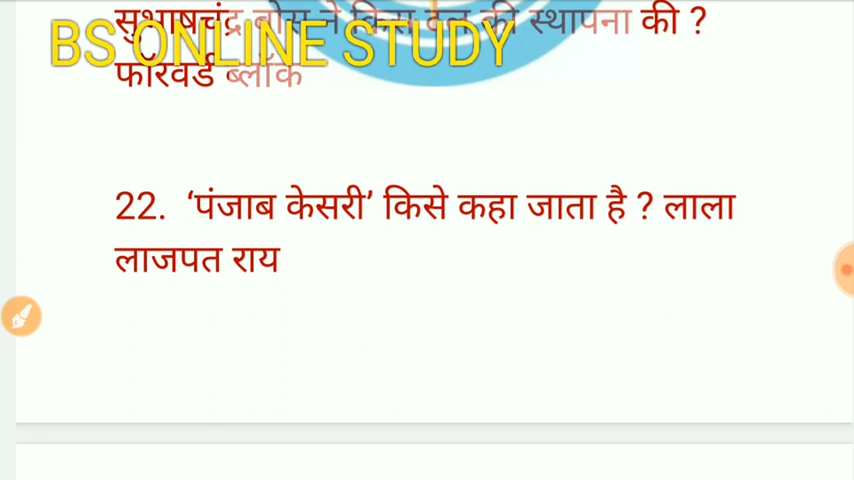 सुभाषचंद्र बोस ने किस दल की स्थापना की ?
BS ONLINE STUDY
फॉरवर्ड ब्लॉक
22. ‘पंजाब केसरी’ किसे कहा जाता है ? लाला
लाजपत राय